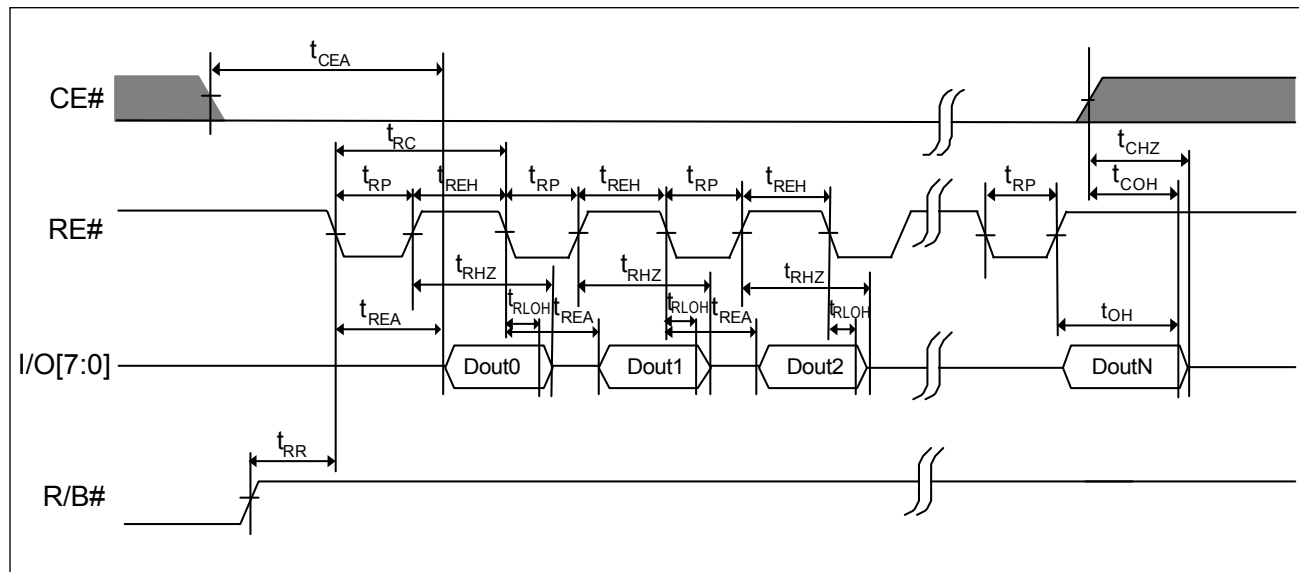 tCEA
CE#
tRC
tCHZ
tRP tREH tRP tREH tRP tREH tRP tCOH
RE#
tRHZ tRHZ tRHZ
tREA tRLOH tREA tRLOH tREA tRLOH tOH
I/O[7:0] Dout0 Dout1 Dout2 DoutN
tRR
R/B#